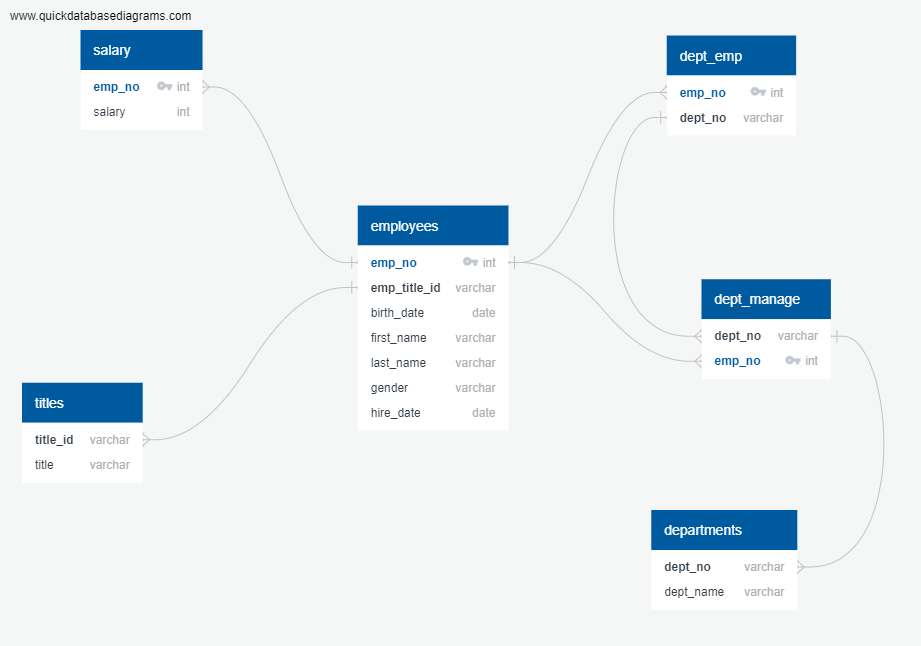 www.quickdatabasediagrams.com
salary
emp_no int
salary int
dept_emp
emp_no int
dept_no varchar
employees
emp_no int
emp_title_id varchar
birth_date date
first_name varchar
last_name varchar
gender varchar
hire_date date
dept_manage
dept_no varchar
emp_no int
titles
title_id varchar
title varchar
departments
dept_no varchar
dept_name varchar